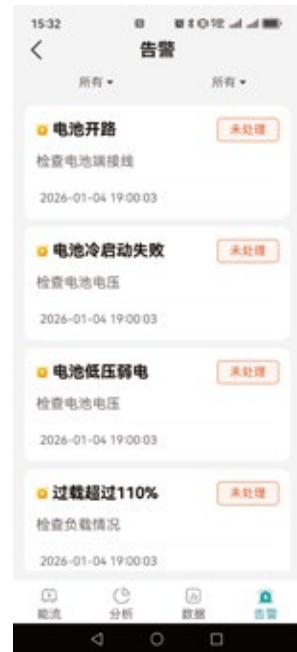 15:32
告警
所有
所有
电池开路
未处理
检查电池端接线
2026-01-04 19:00:03
电池冷启动失败
未处理
检查电池电压
2026-01-04 19:00:03
电池低压弱电
未处理
检查电池电压
2026-01-04 19:00:03
过载超过110%
未处理
检查负载情况
2026-01-04 19:00:03
能流
分析
数据
告警